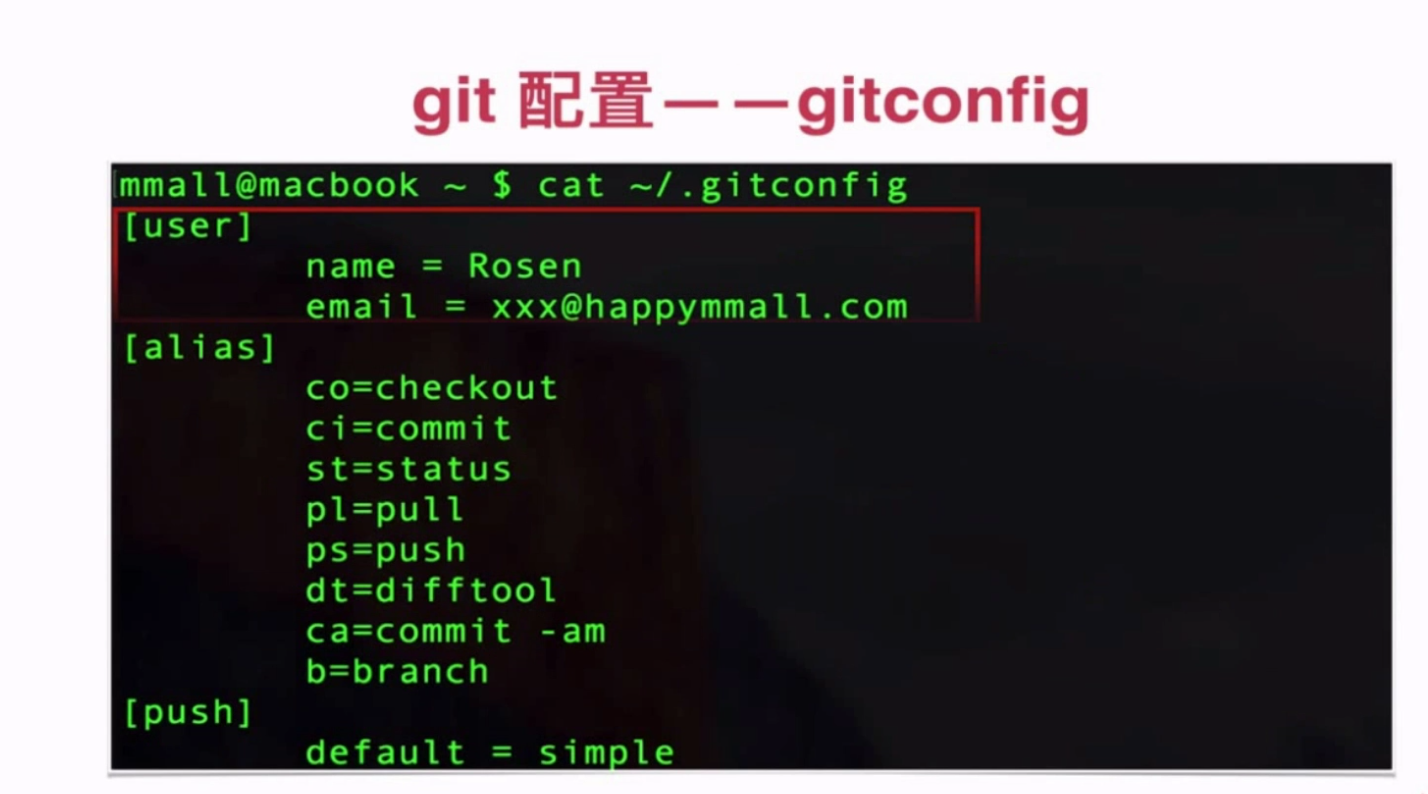 git 配置——gitconfig
mmall@macbook ~ $ cat ~/.gitconfig
[user]
name = Rosen
email = xxx@happymmall.com
[alias]
co=checkout
ci=commit
st=status
pl=pull
ps=push
dt=difftool
ca=commit -am
b=branch
[push]
default = simple